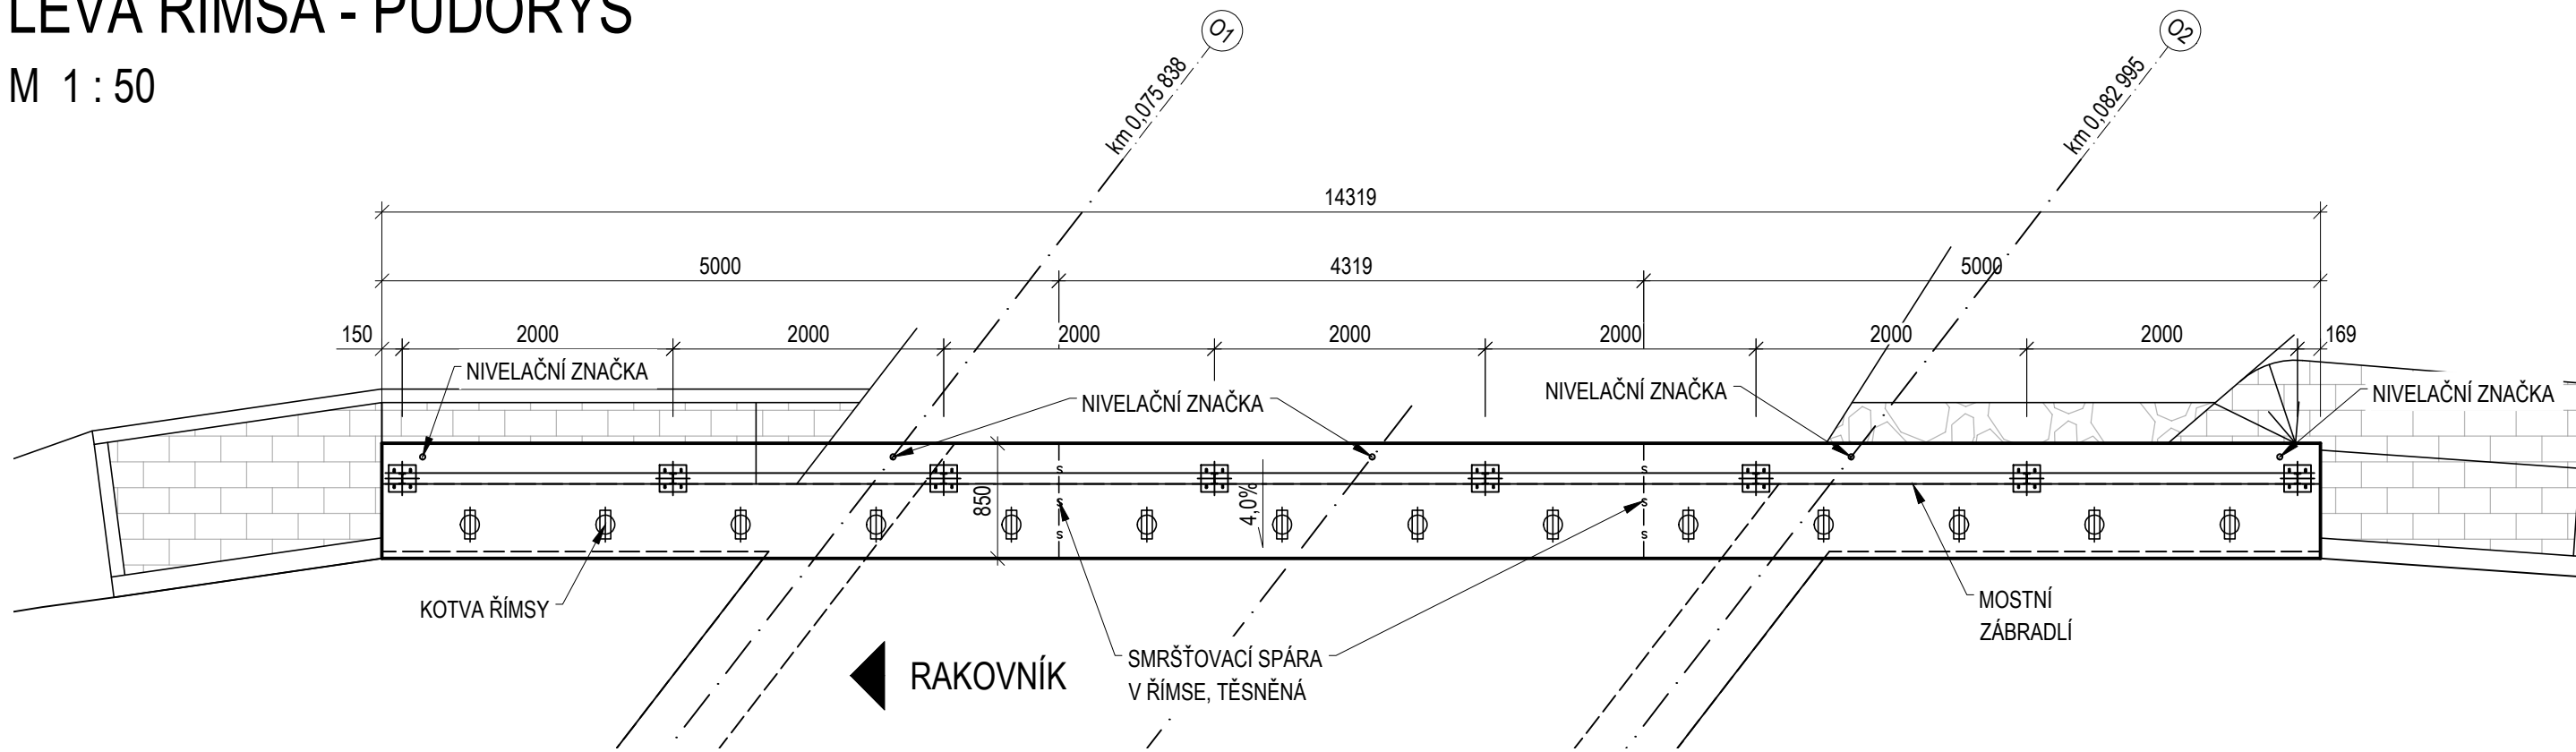 LEVÁ ŘÍMSA - PŮDORYS
M 1 : 50
O1
O2
km 0,075 838
km 0,082 995
14319
5000
4319
5000
150
2000
2000
2000
2000
2000
2000
2000
169
NIVELAČNÍ ZNAČKA
NIVELAČNÍ ZNAČKA
NIVELAČNÍ ZNAČKA
NIVELAČNÍ ZNAČKA
850
4,0%
S
S
S
S
S
S
KOTVA ŘÍMSY
MOSTNÍ
ZÁBRADLÍ
RAKOVNÍK
SMRŠŤOVACÍ SPÁRA
V ŘÍMSE, TĚSNĚNÁ